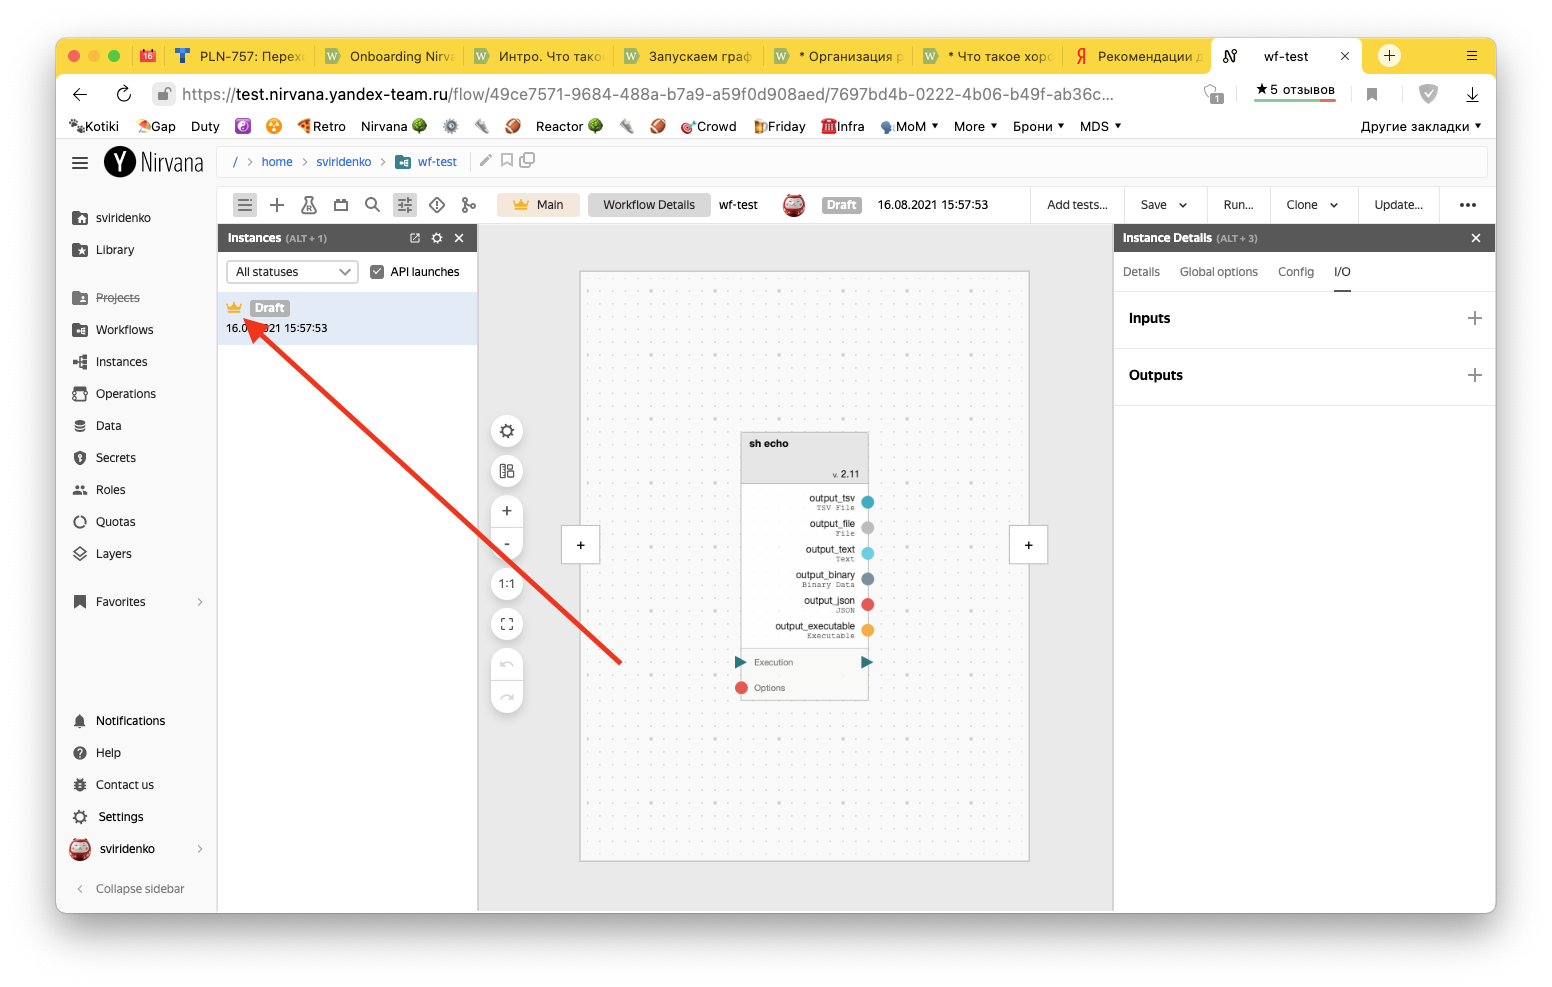 16
PLN-757: Перех
Onboarding Nirva
Интро. Что тако
Запускаем граф
* Организация р
* Что такое хоро
Рекомендации д
wf-test
https://test.nirvana.yandex-team.ru/flow/49ce7571-9684-488a-b7a9-a59f0d908aed/7697bd4b-0222-4b06-b49f-ab36c...
1
★5 отзывов
Kotiki
Gap
Duty
Retro
Nirvana
Reactor
Crowd
Friday
Infra
MoM
More
Брони
MDS
Другие закладки
Y Nirvana
/ > home > sviridenko > wf-test
Main
Workflow Details
wf-test
Draft
16.08.2021 15:57:53
Add tests...
Save
Run...
Clone
Update...
sviridenko
Library
Projects
Workflows
Instances
Operations
Data
Secrets
Roles
Quotas
Layers
Favorites
Notifications
Help
Contact us
Settings
sviridenko
Collapse sidebar
Instances (ALT + 1)
All statuses
API launches
Draft
16.0 2021 15:57:53
+
-
1:1
+
+
sh echo
v. 2.11
output_tsv
TSV File
output_file
File
output_text
Text
output_binary
Binary Data
output_json
JSON
output_executable
Executable
Execution
Options
Instance Details (ALT + 3)
Details
Global options
Config
I/O
Inputs
Outputs